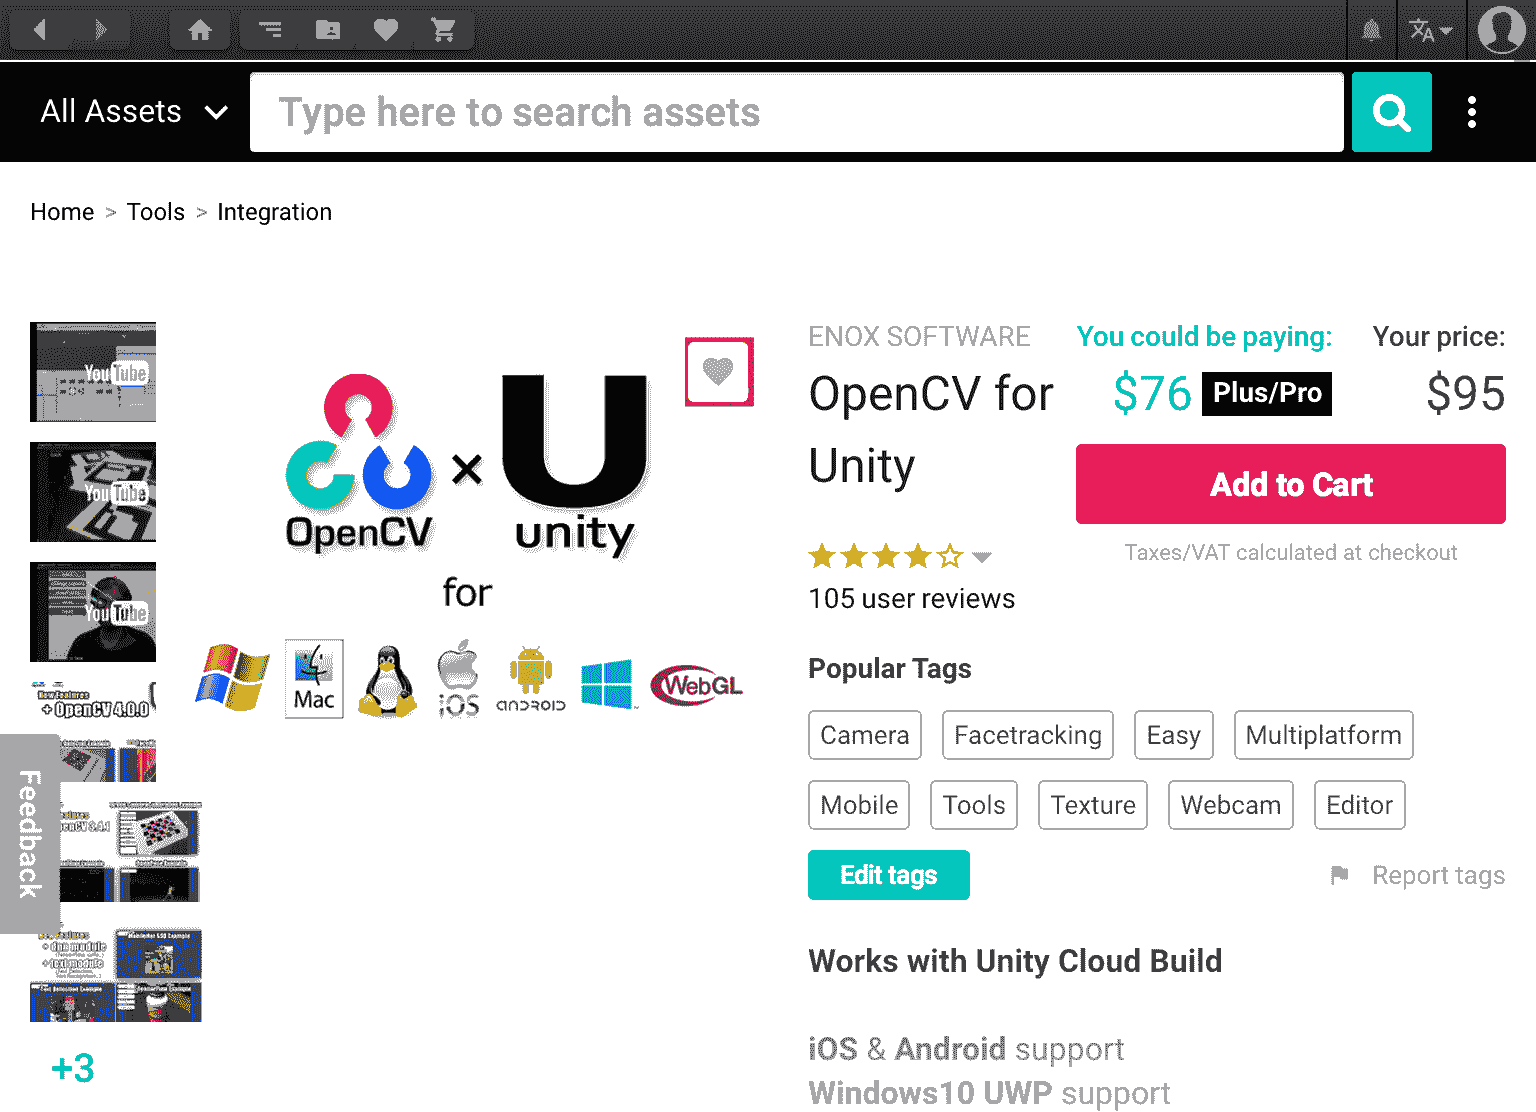 All Assets
Type here to search assets
Home > Tools > Integration
YouTube
YouTube
YouTube
New Features
+ OpenCV 4.0.0
Feedback
+ dnn module
+ text module
+3
OpenCV × unity
for
Mac
iOS
ANDROID
WebGL
ENOX SOFTWARE
OpenCV for
Unity
105 user reviews
You could be paying:
$76 Plus/Pro
Your price:
$95
Add to Cart
Taxes/VAT calculated at checkout
Popular Tags
Camera Facetracking Easy Multiplatform
Mobile Tools Texture Webcam Editor
Edit tags
Report tags
Works with Unity Cloud Build
iOS & Android support
Windows10 UWP support